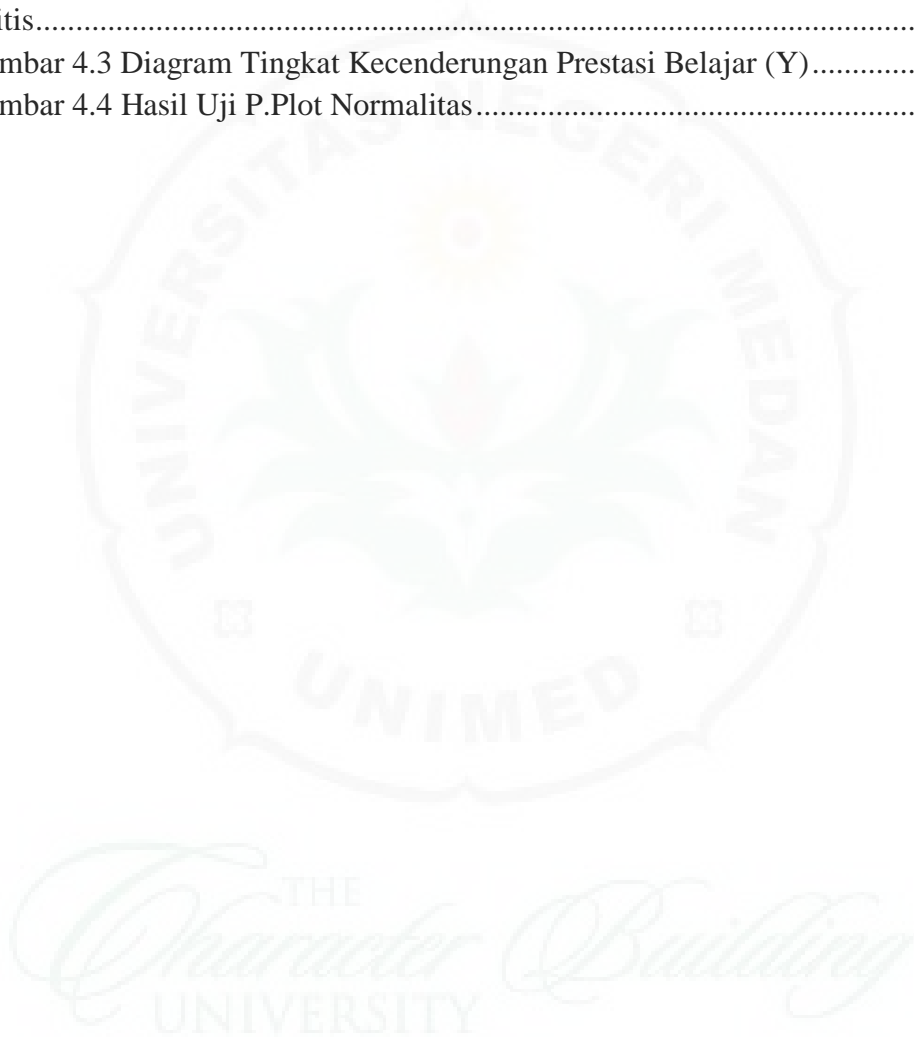 itis.............................................................................................................
mbar 4.3 Diagram Tingkat Kecenderungan Prestasi Belajar (Y).............
mbar 4.4 Hasil Uji P.Plot Normalitas......................................................
UNIVERSITAS NEGERI MEDAN
UNIMED
THE
Character Building
UNIVERSITY